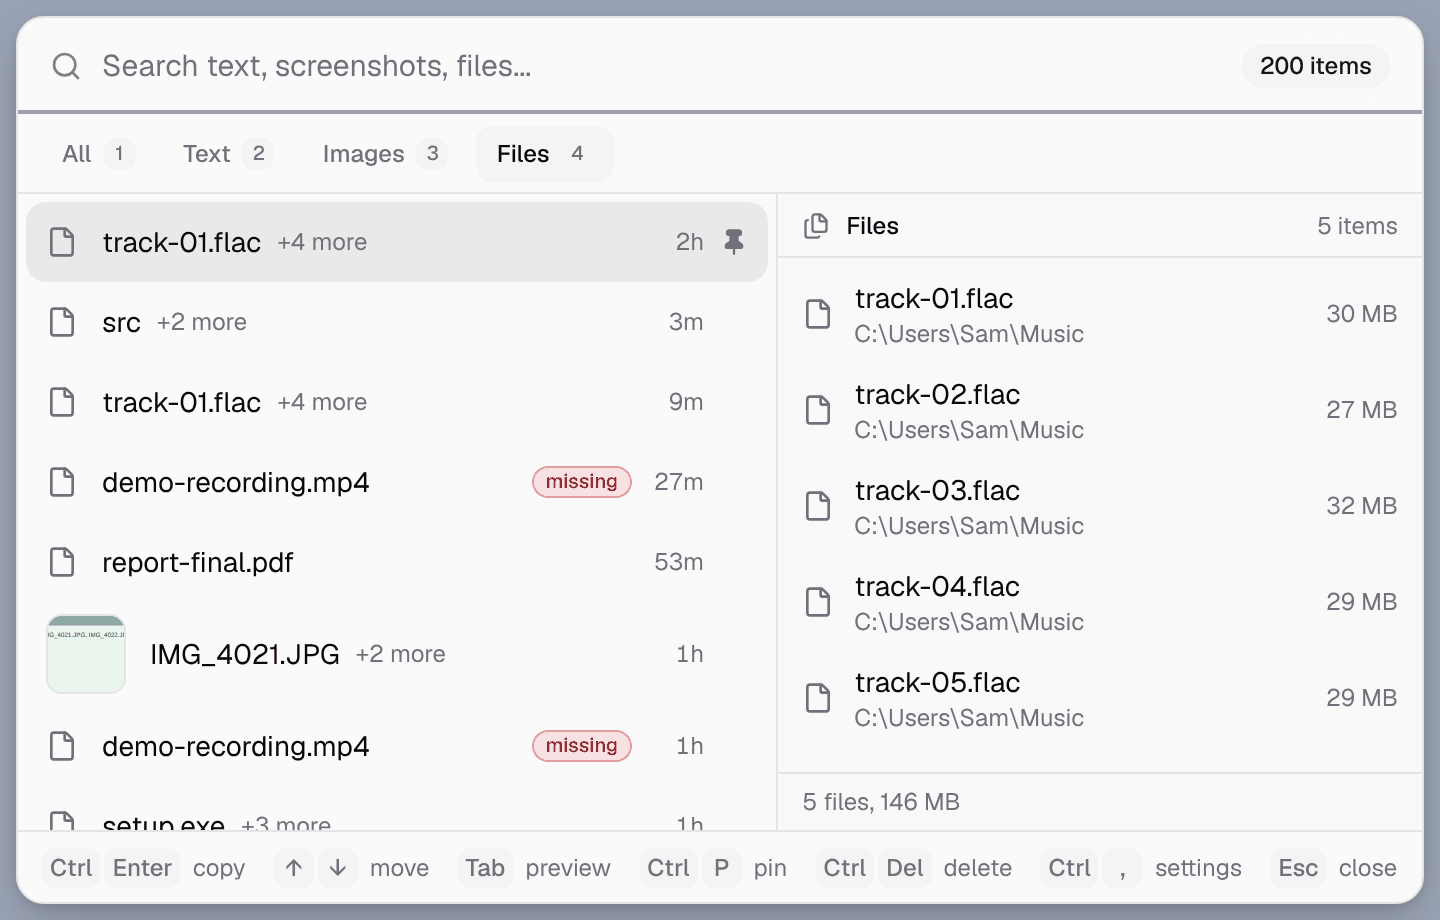 Search text, screenshots, files...
200 items
All 1 Text 2 Images 3 Files 4
track-01.flac +4 more 2h
src +2 more 3m
track-01.flac +4 more 9m
demo-recording.mp4 missing 27m
report-final.pdf 53m
IMG_4021.JPG +2 more 1h
demo-recording.mp4 missing 1h
setup.exe +3 more 1h
Files 5 items
track-01.flac 30 MB
C:\Users\Sam\Music
track-02.flac 27 MB
C:\Users\Sam\Music
track-03.flac 32 MB
C:\Users\Sam\Music
track-04.flac 29 MB
C:\Users\Sam\Music
track-05.flac 29 MB
C:\Users\Sam\Music
5 files, 146 MB
Ctrl Enter copy ↑ ↓ move Tab preview Ctrl P pin Ctrl Del delete Ctrl , settings Esc close